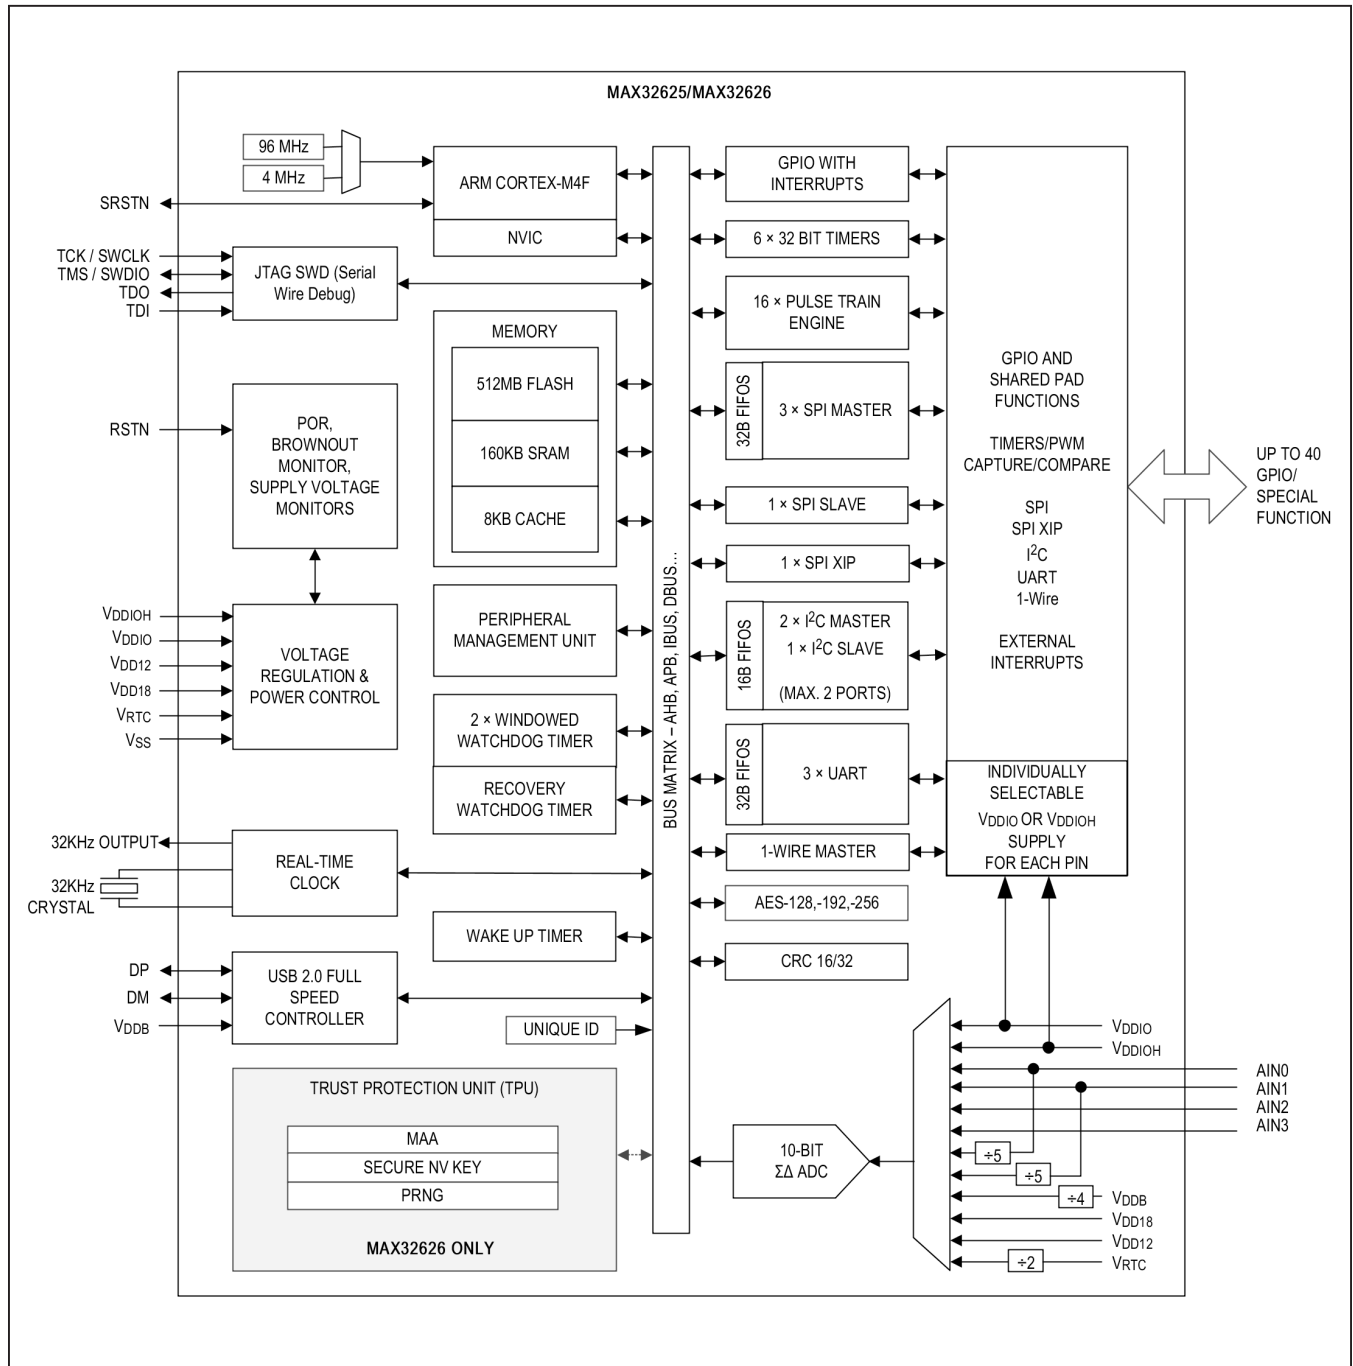 MAX32625/MAX32626
96 MHz
4 MHz
SRSTN
ARM CORTEX-M4F
NVIC
TCK / SWCLK
TMS / SWDIO
TDO
TDI
JTAG SWD (Serial
Wire Debug)
MEMORY
512MB FLASH
160KB SRAM
8KB CACHE
RSTN
POR,
BROWNOUT
MONITOR,
SUPPLY VOLTAGE
MONITORS
VDDIOH
VDDIO
VDD12
VDD18
VRTC
VSS
VOLTAGE
REGULATION &
POWER CONTROL
PERIPHERAL
MANAGEMENT UNIT
2 × WINDOWED
WATCHDOG TIMER
RECOVERY
WATCHDOG TIMER
32KHz OUTPUT
32KHz
CRYSTAL
REAL-TIME
CLOCK
WAKE UP TIMER
DP
DM
VDDB
USB 2.0 FULL
SPEED
CONTROLLER
UNIQUE ID
TRUST PROTECTION UNIT (TPU)
MAA
SECURE NV KEY
PRNG
MAX32626 ONLY
BUS MATRIX – AHB, APB, IBUS, DBUS...
GPIO WITH
INTERRUPTS
6 × 32 BIT TIMERS
16 × PULSE TRAIN
ENGINE
32B FIFOS
3 × SPI MASTER
1 × SPI SLAVE
1 × SPI XIP
16B FIFOS
2 × I²C MASTER
1 × I²C SLAVE
(MAX. 2 PORTS)
32B FIFOS
3 × UART
1-WIRE MASTER
AES-128,-192,-256
CRC 16/32
10-BIT
ΣΔ ADC
GPIO AND
SHARED PAD
FUNCTIONS
TIMERS/PWM
CAPTURE/COMPARE
SPI
SPI XIP
I²C
UART
1-Wire
EXTERNAL
INTERRUPTS
INDIVIDUALLY
SELECTABLE
VDDIO OR VDDIOH
SUPPLY
FOR EACH PIN
UP TO 40
GPIO/
SPECIAL
FUNCTION
VDDIO
VDDIOH
AIN0
AIN1
AIN2
AIN3
÷5
÷5
÷4
VDDB
VDD18
VDD12
÷2
VRTC